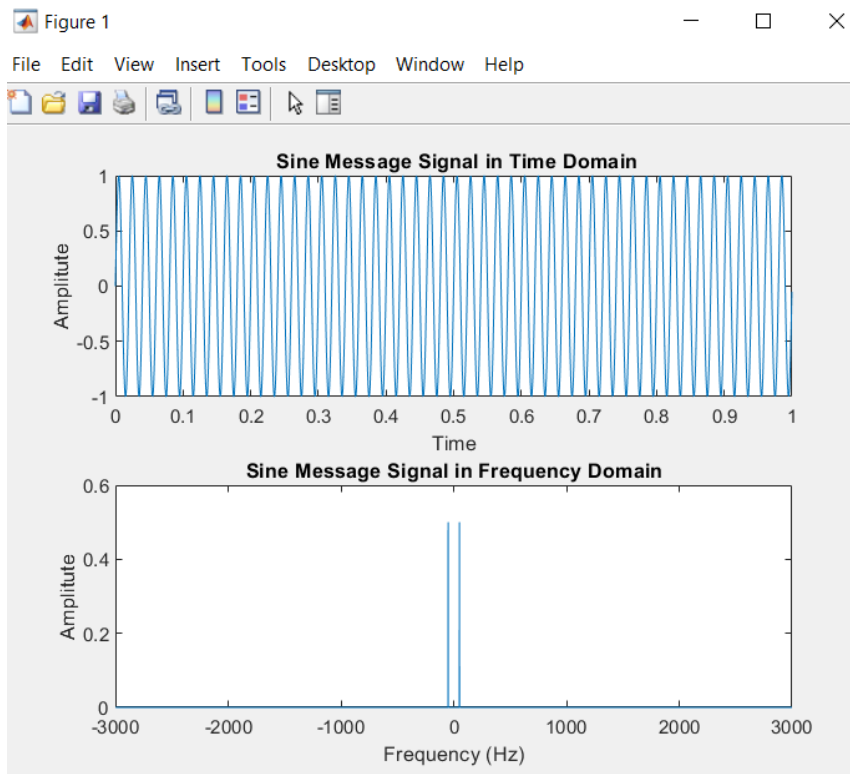 Figure 1
File Edit View Insert Tools Desktop Window Help
Sine Message Signal in Time Domain
1
0.5
0
-0.5
-1
Amplitute
0 0.1 0.2 0.3 0.4 0.5 0.6 0.7 0.8 0.9 1
Time
Sine Message Signal in Frequency Domain
0.6
0.4
0.2
0
Amplitute
-3000 -2000 -1000 0 1000 2000 3000
Frequency (Hz)